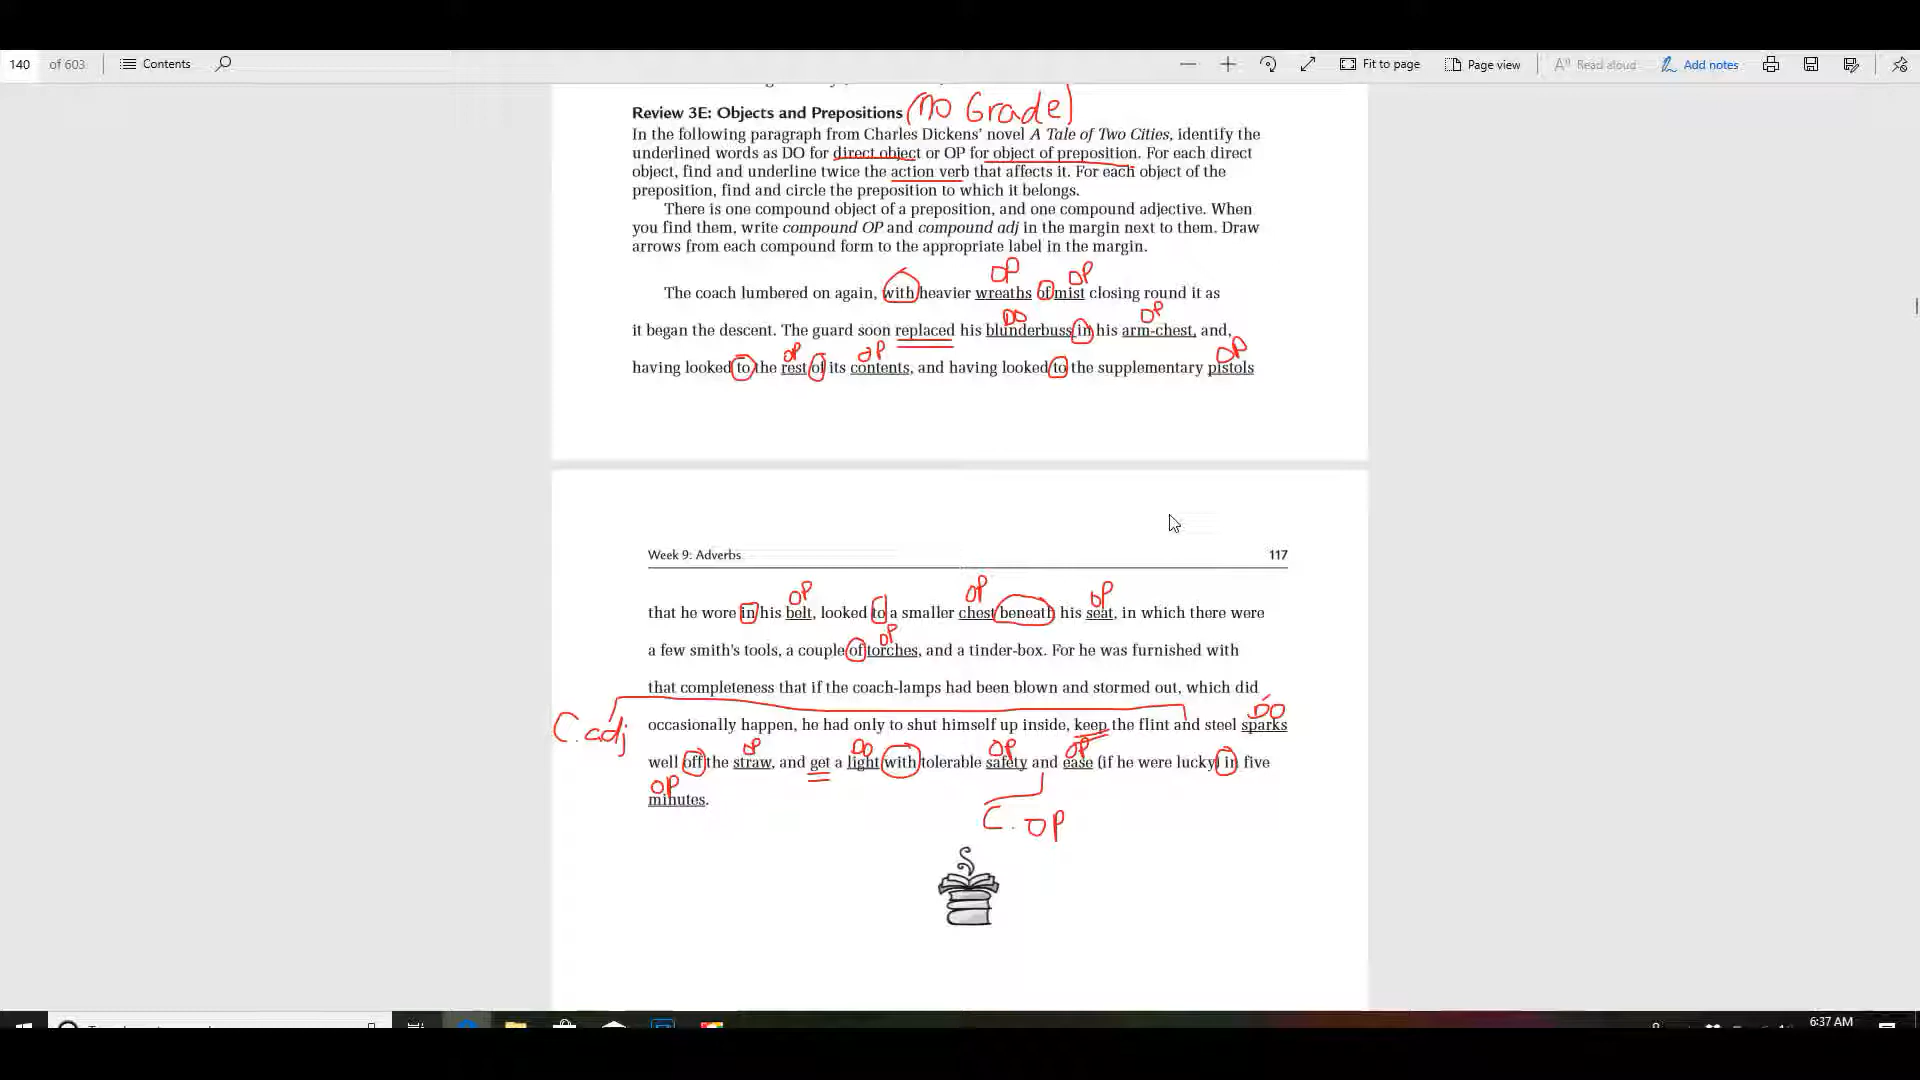 140 of 603 Contents Fit to page Page view Read aloud Add notes
Review 3E: Objects and Prepositions (NO Grade)
In the following paragraph from Charles Dickens' novel A Tale of Two Cities, identify the
underlined words as DO for direct object or OP for object of preposition. For each direct
object, find and underline twice the action verb that affects it. For each object of the
preposition, find and circle the preposition to which it belongs.
There is one compound object of a preposition, and one compound adjective. When
you find them, write compound OP and compound adj in the margin next to them. Draw
arrows from each compound form to the appropriate label in the margin.
OP OP
The coach lumbered on again, with heavier wreaths of mist closing round it as
DO OP
it began the descent. The guard soon replaced his blunderbuss in his arm-chest, and,
OP OP OP
having looked to the rest of its contents, and having looked to the supplementary pistols
Week 9: Adverbs 117
OP OP OP
that he wore in his belt, looked to a smaller chest beneath his seat, in which there were
OP
a few smith's tools, a couple of torches, and a tinder-box. For he was furnished with
that completeness that if the coach-lamps had been blown and stormed out, which did
C. adj DO
occasionally happen, he had only to shut himself up inside, keep the flint and steel sparks
OP DO OP OP
well off the straw, and get a light with tolerable safety and ease (if he were lucky) in five
OP
minutes.
C. OP
6:37 AM